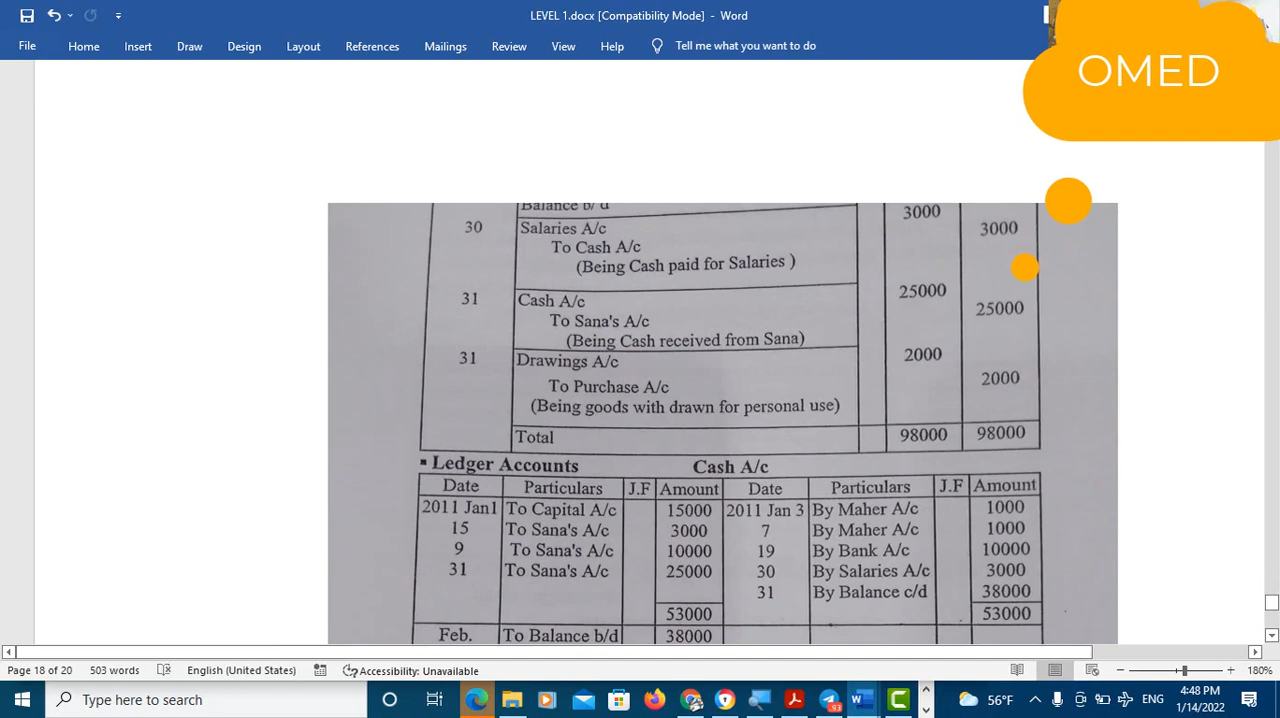 LEVEL 1.docx [Compatibility Mode] - Word
File Home Insert Draw Design Layout References Mailings Review View Help Tell me what you want to do
OMED
Balance b/d 3000
30 Salaries A/c 3000
To Cash A/c
(Being Cash paid for Salaries )
31 Cash A/c 25000
To Sana's A/c 25000
(Being Cash received from Sana)
31 Drawings A/c 2000
To Purchase A/c 2000
(Being goods with drawn for personal use)
Total 98000 98000
▪ Ledger Accounts Cash A/c
Date Particulars J.F Amount Date Particulars J.F Amount
2011 Jan1 To Capital A/c 15000 2011 Jan 3 By Maher A/c 1000
15 To Sana's A/c 3000 7 By Maher A/c 1000
9 To Sana's A/c 10000 19 By Bank A/c 10000
31 To Sana's A/c 25000 30 By Salaries A/c 3000
31 By Balance c/d 38000
53000 53000
Feb. To Balance b/d 38000
Page 18 of 20 503 words English (United States) Accessibility: Unavailable 180%
Type here to search 93 56°F ENG 4:48 PM
1/14/2022